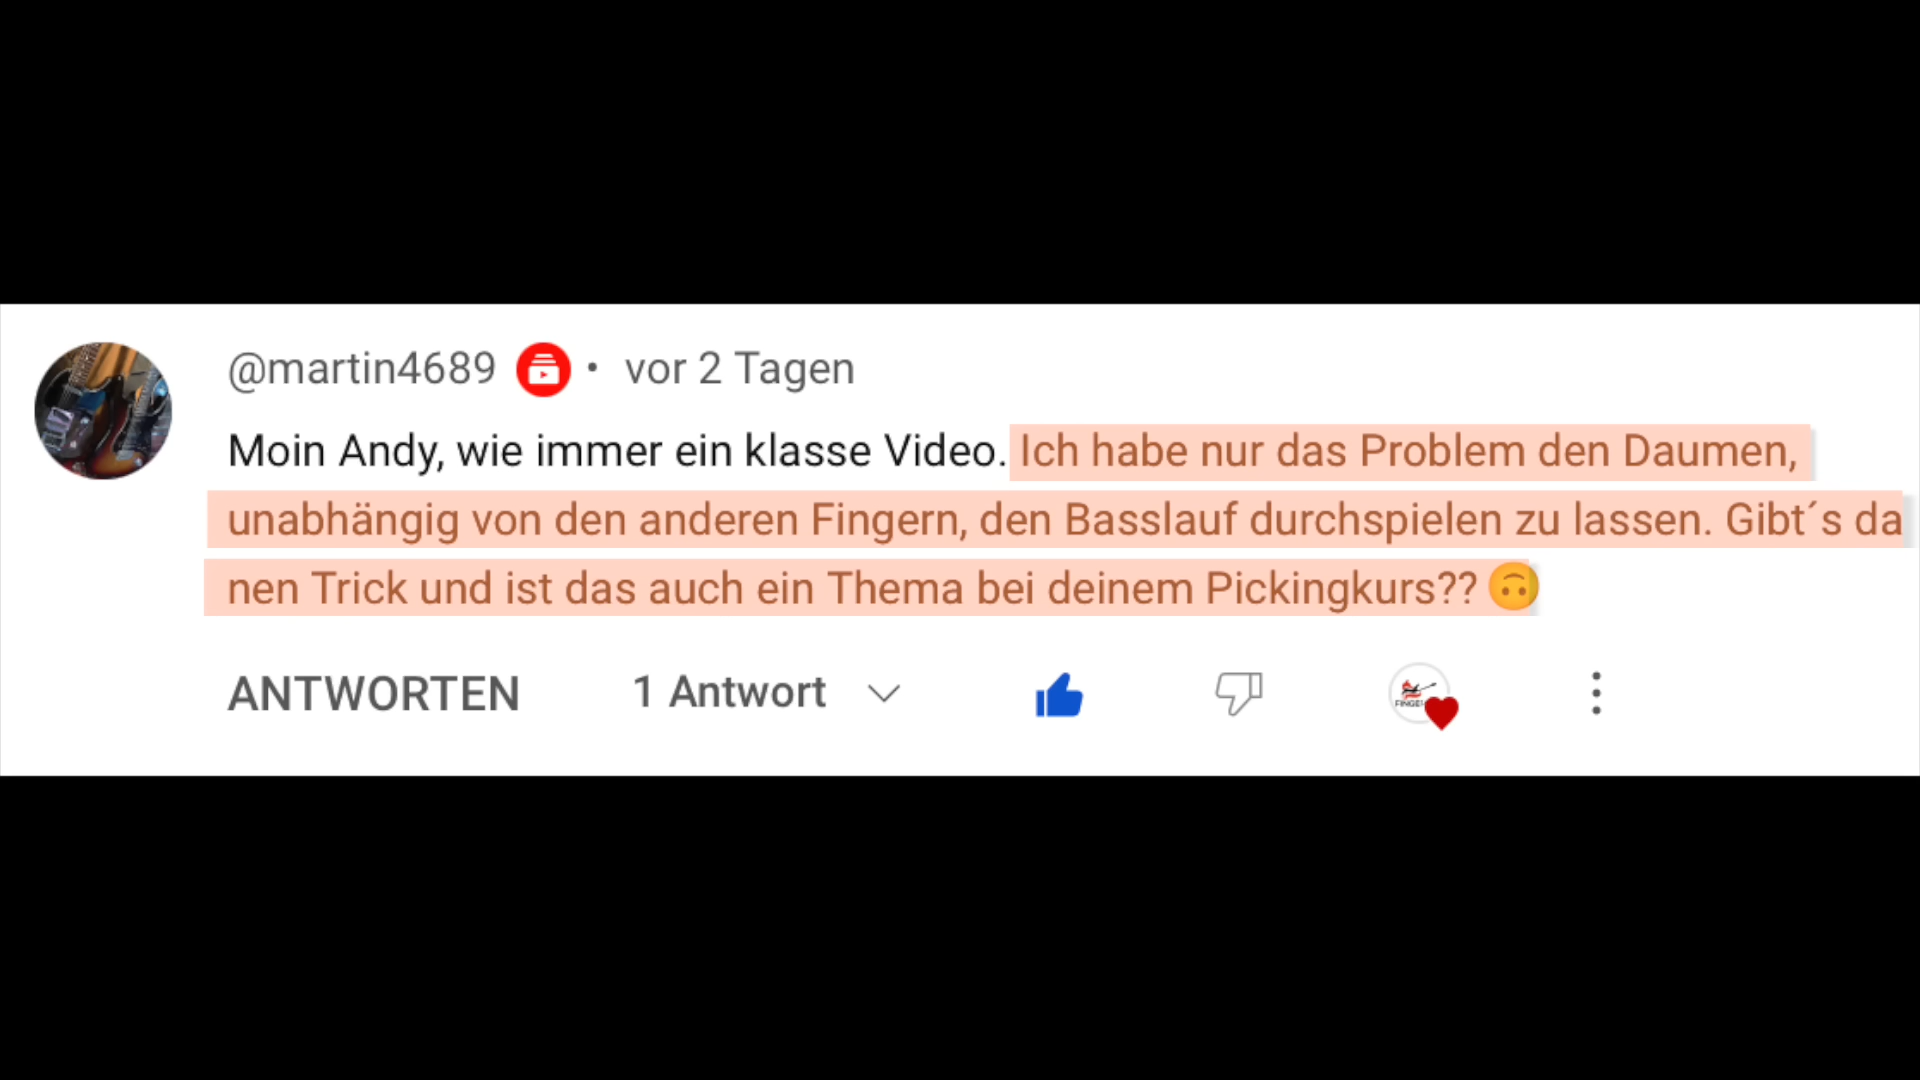 @martin4689 • vor 2 Tagen
Moin Andy, wie immer ein klasse Video. Ich habe nur das Problem den Daumen,
unabhängig von den anderen Fingern, den Basslauf durchspielen zu lassen. Gibt´s da
nen Trick und ist das auch ein Thema bei deinem Pickingkurs?? 🙃
ANTWORTEN 1 Antwort